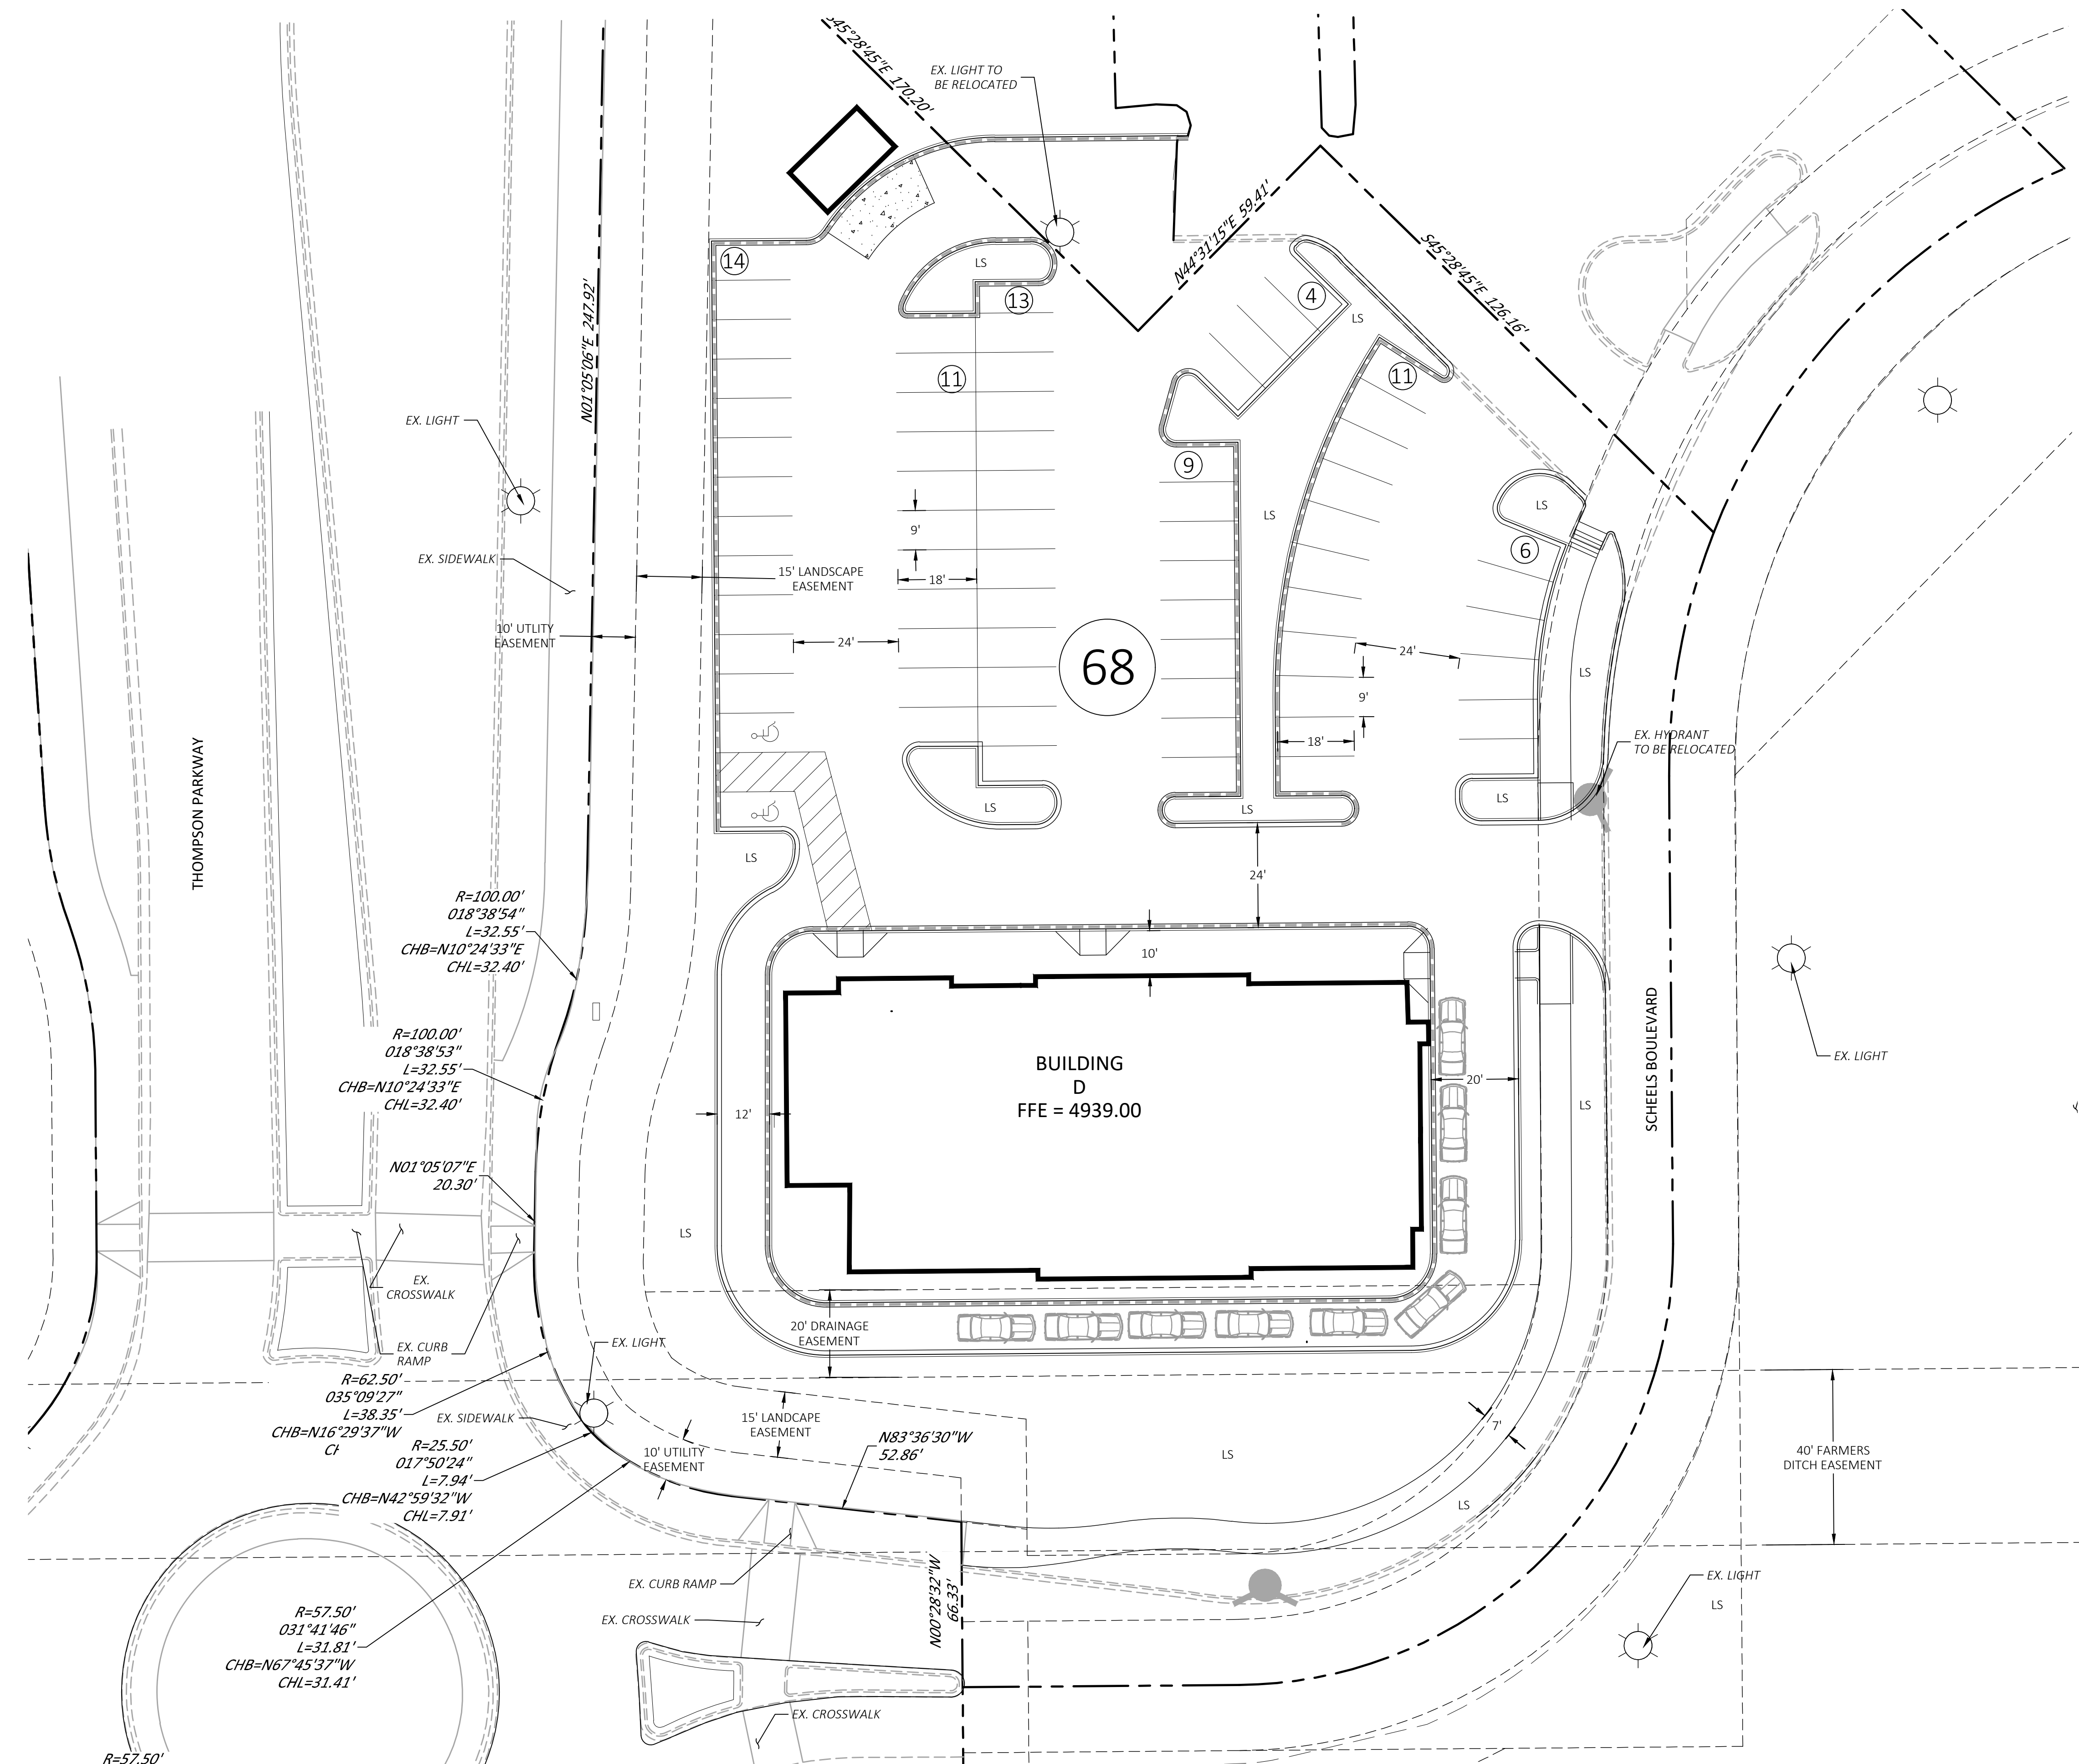 S45°28'45"E 170.20'
EX. LIGHT TO
BE RELOCATED
N44°31'15"E 59.41'
S45°28'45"E 126.16'
N01°05'06"E 247.92'
14
LS
13
4
LS
11
11
EX. LIGHT
9
LS
LS
6
9'
EX. SIDEWALK
15' LANDSCAPE
EASEMENT
18'
10' UTLITY
EASEMENT
24'
68
24'
LS
9'
18'
EX. HYDRANT
TO BE RELOCATED
THOMPSON PARKWAY
LS
LS
LS
LS
24'
R=100.00'
018°38'54"
L=32.55'
CHB=N10°24'33"E
CHL=32.40'
10'
SCHEELS BOULEVARD
EX. LIGHT
R=100.00'
018°38'53"
L=32.55'
CHB=N10°24'33"E
CHL=32.40'
BUILDING
D
FFE = 4939.00
12'
20'
LS
N01°05'07"E
20.30'
LS
EX.
CROSSWALK
20' DRAINAGE
EASEMENT
EX. LIGHT
EX. CURB
RAMP
R=62.50'
035°09'27"
L=38.35'
CHB=N16°29'37"W
EX. SIDEWALK
15' LANDCAPE
EASEMENT
7'
N83°36'30"W
52.86'
10' UTILITY
EASEMENT
LS
40' FARMERS
DITCH EASEMENT
R=25.50'
017°50'24"
L=7.94'
CHB=N42°59'32"W
CHL=7.91'
LS
EX. CURB RAMP
N00°28'32"W
66.33'
EX. LIGHT
LS
EX. CROSSWALK
R=57.50'
031°41'46"
L=31.81'
CHB=N67°45'37"W
CHL=31.41'
EX. CROSSWALK
R=57.50'